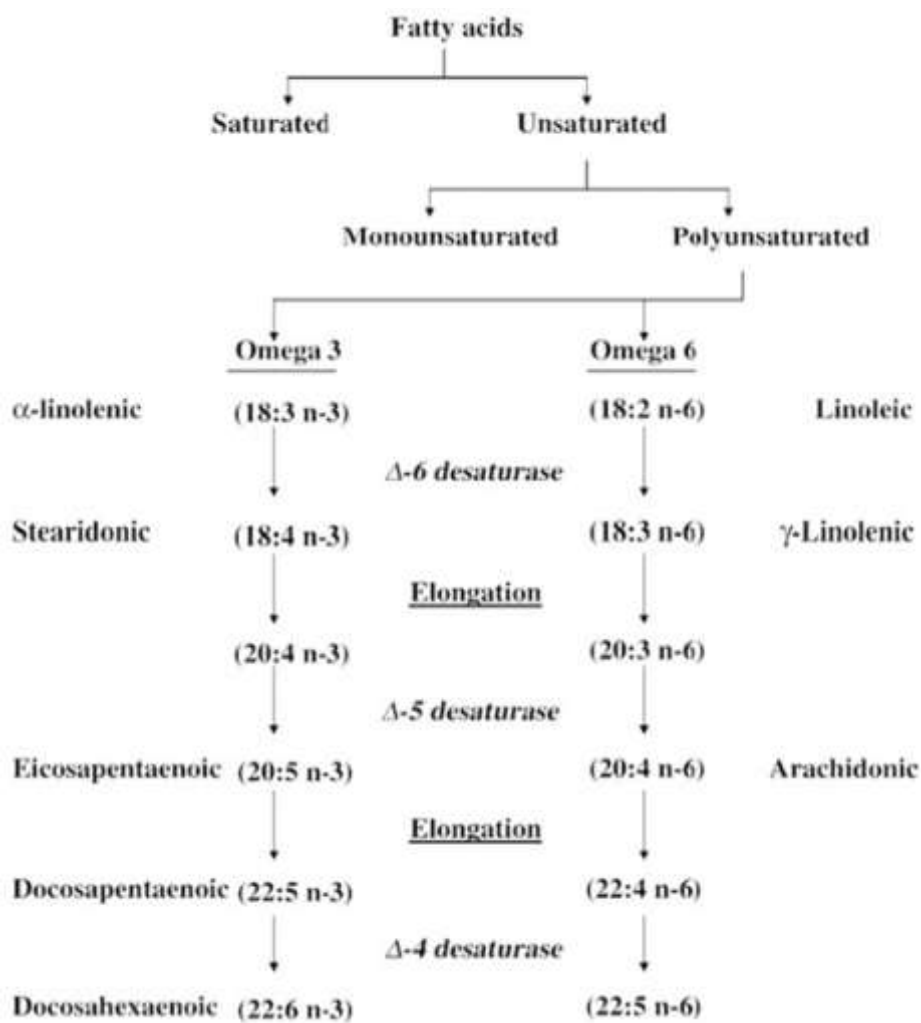 Fatty acids
Saturated Unsaturated
Monounsaturated Polyunsaturated
Omega 3 Omega 6
α-linolenic (18:3 n-3) (18:2 n-6) Linoleic
Δ-6 desaturase
Stearidonic (18:4 n-3) (18:3 n-6) γ-Linolenic
Elongation
(20:4 n-3) (20:3 n-6)
Δ-5 desaturase
Eicosapentaenoic (20:5 n-3) (20:4 n-6) Arachidonic
Elongation
Docosapentaenoic (22:5 n-3) (22:4 n-6)
Δ-4 desaturase
Docosahexaenoic (22:6 n-3) (22:5 n-6)